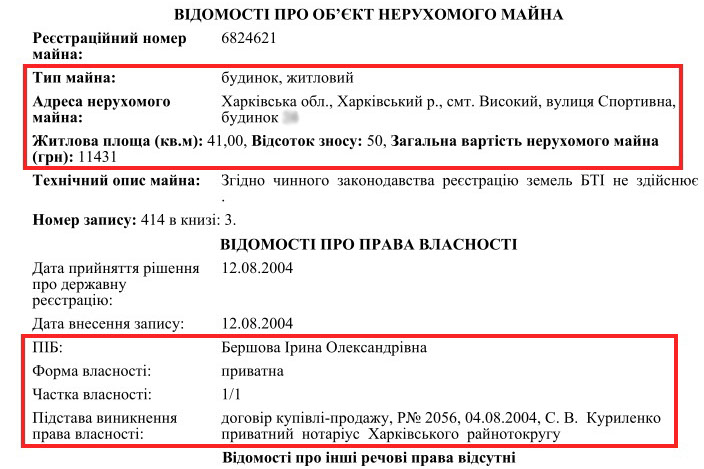 ВІДОМОСТІ ПРО ОБ’ЄКТ НЕРУХОМОГО МАЙНА
Реєстраційний номер майна: 6824621
Тип майна: будинок, житловий
Адреса нерухомого майна: Харківська обл., Харківський р., смт. Високий, вулиця Спортивна,
будинок
Житлова площа (кв.м): 41,00, Відсоток зносу: 50, Загальна вартість нерухомого майна
(грн): 11431
Технічний опис майна: Згідно чинного законодавства реєстрацію земель БТІ не здійснює
.
Номер запису: 414 в книзі: 3.
ВІДОМОСТІ ПРО ПРАВА ВЛАСНОСТІ
Дата прийняття рішення про державну реєстрацію: 12.08.2004
Дата внесення запису: 12.08.2004
ПІБ: Бершова Ірина Олександрівна
Форма власності: приватна
Частка власності: 1/1
Підстава виникнення права власності: договір купівлі-продажу, Р№ 2056, 04.08.2004, С. В. Куриленко
приватний нотаріус Харківського райнотокругу
Відомості про інші речові права відсутні